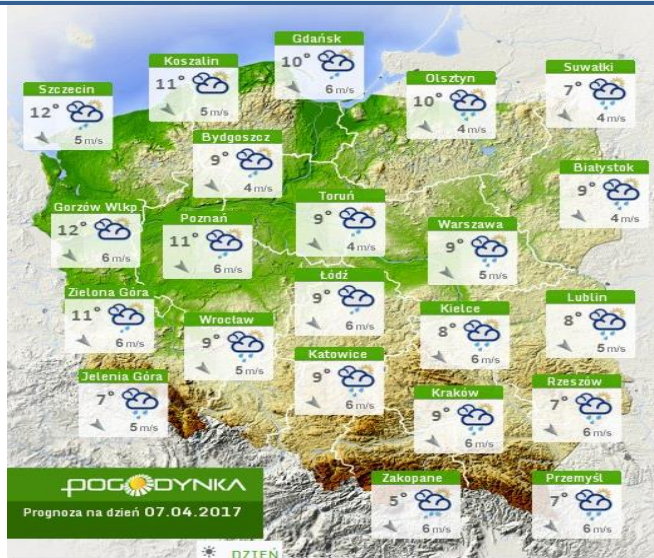 Gdańsk
10°
6 m/s
Koszalin
11°
5 m/s
Suwałki
7°
4 m/s
Olsztyn
10°
4 m/s
Szczecin
12°
5 m/s
Bydgoszcz
9°
4 m/s
Białystok
9°
4 m/s
Toruń
9°
4 m/s
Gorzów Wlkp
12°
6 m/s
Poznań
11°
6 m/s
Warszawa
9°
5 m/s
Łódź
9°
6 m/s
Zielona Góra
11°
6 m/s
Lublin
8°
5 m/s
Kielce
8°
6 m/s
Wrocław
9°
5 m/s
Katowice
9°
6 m/s
Jelenia Góra
7°
5 m/s
Rzeszów
7°
6 m/s
Kraków
9°
6 m/s
Zakopane
5°
6 m/s
Przemyśl
7°
6 m/s
POGODYNKA
Prognoza na dzień 07.04.2017
DZIEŃ